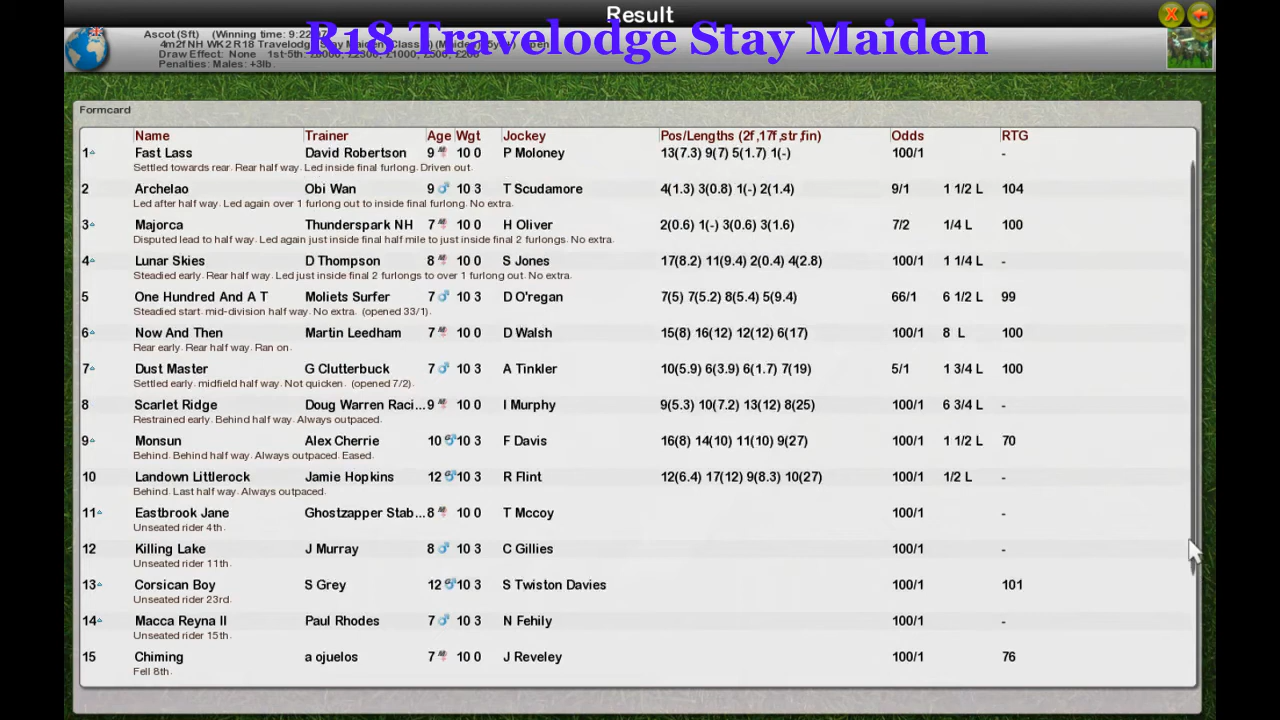 Result
R18 Travelodge Stay Maiden
Ascot (Sft) (Winning time: 9:22
4m2f NH WK2 R18 Travelodge Stay Maiden (Class
Draw Effect: None 1st-5th:
Penalties: Males: +3lb.
Formcard
Name Trainer Age Wgt Jockey Pos/Lengths (2f,17f,str,fin) Odds RTG
1 Fast Lass David Robertson 9 10 0 P Moloney 13(7.3) 9(7) 5(1.7) 1(-) 100/1 -
Settled towards rear. Rear half way. Led inside final furlong. Driven out.
2 Archelao Obi Wan 9 10 3 T Scudamore 4(1.3) 3(0.8) 1(-) 2(1.4) 9/1 1 1/2 L 104
Led after half way. Led again over 1 furlong out to inside final furlong. No extra.
3 Majorca Thunderspark NH 7 10 0 H Oliver 2(0.6) 1(-) 3(0.6) 3(1.6) 7/2 1/4 L 100
Disputed lead to half way. Led again just inside final half mile to just inside final 2 furlongs. No extra.
4 Lunar Skies D Thompson 8 10 0 S Jones 17(8.2) 11(9.4) 2(0.4) 4(2.8) 100/1 1 1/4 L -
Steadied early. Rear half way. Led just inside final 2 furlongs to over 1 furlong out. No extra.
5 One Hundred And A T Moliets Surfer 7 10 3 D O'regan 7(5) 7(5.2) 8(5.4) 5(9.4) 66/1 6 1/2 L 99
Steadied start. mid-division half way. No extra. (opened 33/1).
6 Now And Then Martin Leedham 7 10 0 D Walsh 15(8) 16(12) 12(12) 6(17) 100/1 8 L 100
Rear early. Rear half way. Ran on.
7 Dust Master G Clutterbuck 7 10 3 A Tinkler 10(5.9) 6(3.9) 6(1.7) 7(19) 5/1 1 3/4 L 100
Settled early. midfield half way. Not quicken. (opened 7/2).
8 Scarlet Ridge Doug Warren Raci... 9 10 0 I Murphy 9(5.3) 10(7.2) 13(12) 8(25) 100/1 6 3/4 L -
Restrained early. Behind half way. Always outpaced.
9 Monsun Alex Cherrie 10 10 3 F Davis 16(8) 14(10) 11(10) 9(27) 100/1 1 1/2 L 70
Behind. Behind half way. Always outpaced. Eased.
10 Landown Littlerock Jamie Hopkins 12 10 3 R Flint 12(6.4) 17(12) 9(8.3) 10(27) 100/1 1/2 L -
Behind. Last half way. Always outpaced.
11 Eastbrook Jane Ghostzapper Stab... 8 10 0 T Mccoy 100/1 -
Unseated rider 4th.
12 Killing Lake J Murray 8 10 3 C Gillies 100/1 -
Unseated rider 11th.
13 Corsican Boy S Grey 12 10 3 S Twiston Davies 100/1 101
Unseated rider 23rd.
14 Macca Reyna II Paul Rhodes 7 10 3 N Fehily 100/1 -
Unseated rider 15th.
15 Chiming a ojuelos 7 10 0 J Reveley 100/1 76
Fell 8th.